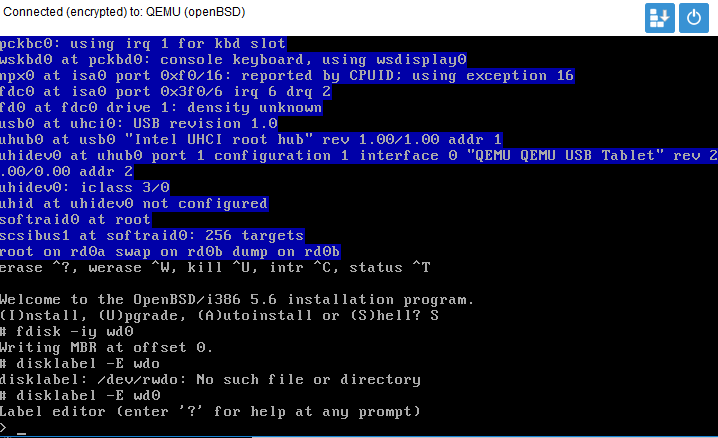 Connected (encrypted) to: QEMU (openBSD)
pckbc0: using irq 1 for kbd slot
wskbd0 at pckbd0: console keyboard, using wsdisplay0
npx0 at isa0 port 0xf0/16: reported by CPUID; using exception 16
fdc0 at isa0 port 0x3f0/6 irq 6 drq 2
fd0 at fdc0 drive 1: density unknown
usb0 at uhci0: USB revision 1.0
uhub0 at usb0 "Intel UHCI root hub" rev 1.00/1.00 addr 1
uhidev0 at uhub0 port 1 configuration 1 interface 0 "QEMU QEMU USB Tablet" rev 2
.00/0.00 addr 2
uhidev0: iclass 3/0
uhid at uhidev0 not configured
softraid0 at root
scsibus1 at softraid0: 256 targets
root on rd0a swap on rd0b dump on rd0b
erase ^?, werase ^W, kill ^U, intr ^C, status ^T
Welcome to the OpenBSD/i386 5.6 installation program.
(I)nstall, (U)pgrade, (A)utoinstall or (S)hell? S
# fdisk -iy wd0
Writing MBR at offset 0.
# disklabel -E wdo
disklabel: /dev/rwdo: No such file or directory
# disklabel -E wd0
Label editor (enter '?' for help at any prompt)
> _